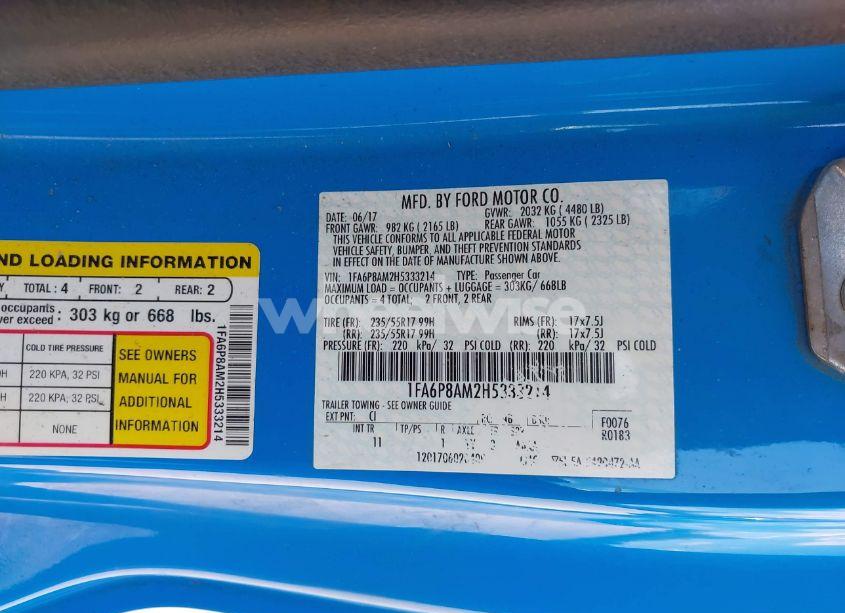 ND LOADING INFORMATION
TOTAL : 4 FRONT: 2 REAR: 2
occupants :
ver exceed : 303 kg or 668 lbs.
COLD TIRE PRESSURE
220 KPA, 32 PSI
220 KPA, 32 PSI
NONE
SEE OWNERS
MANUAL FOR
ADDITIONAL
INFORMATION
1FA6P8AM2H5333214
MFD. BY FORD MOTOR CO.
DATE: 06/17 GVWR: 2032 KG ( 4480 LB)
FRONT GAWR: 982 KG ( 2165 LB) REAR GAWR: 1055 KG ( 2325 LB)
THIS VEHICLE CONFORMS TO ALL APPLICABLE FEDERAL MOTOR
VEHICLE SAFETY, BUMPER, AND THEFT PREVENTION STANDARDS
IN EFFECT ON THE DATE OF MANUFACTURE SHOWN ABOVE.
VIN: 1FA6P8AM2H5333214 TYPE: Passenger Car
MAXIMUM LOAD = OCCUPANTS + LUGGAGE = 303KG/ 668LB
OCCUPANTS = 4 TOTAL; 2 FRONT, 2 REAR
TIRE (FR): 235/55R17 99H RIMS (FR): 17x7.5J
(RR): 235/55R17 99H (RR): 17x7.5J
PRESSURE (FR): 220 kPa/ 32 PSI COLD (RR): 220 kPa/ 32 PSI COLD
1FA6P8AM2H5333214
TRAILER TOWING - SEE OWNER GUIDE
EXT PNT: CI F0076
R0183
INT TR TP/PS R AXLE
11 1
wheelwise